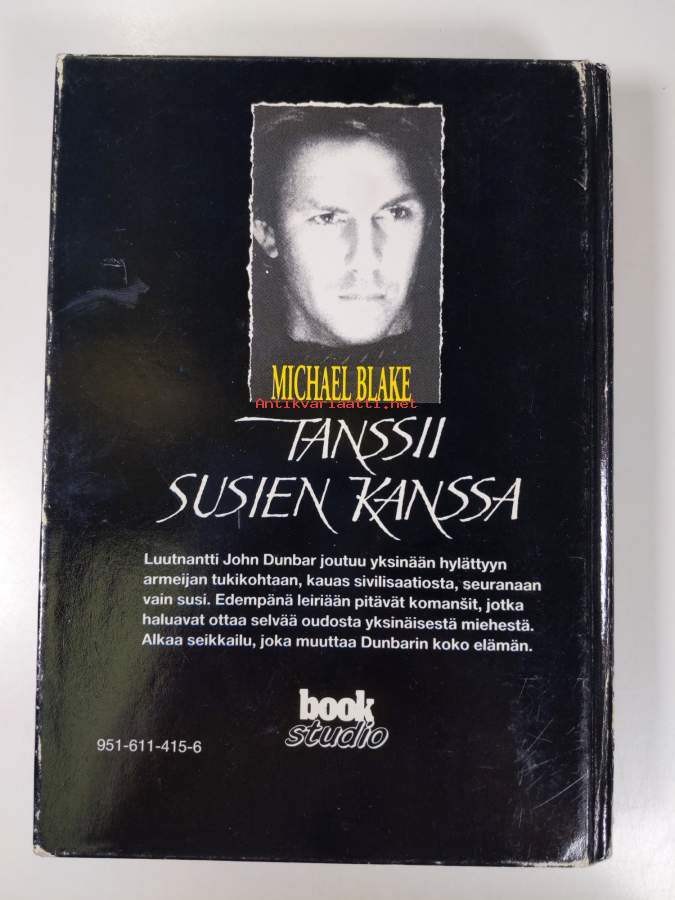 MICHAEL BLAKE
Antikvariaatti.net
TANSSII
SUSIEN KANSSA
Luutnantti John Dunbar joutuu yksinään hylättyyn
armeijan tukikohtaan, kauas sivilisaatiosta, seuranaan
vain susi. Edempänä leiriään pitävät komanšit, jotka
haluavat ottaa selvää oudosta yksinäisestä miehestä.
Alkaa seikkailu, joka muuttaa Dunbarin koko elämän.
book
studio
951-611-415-6